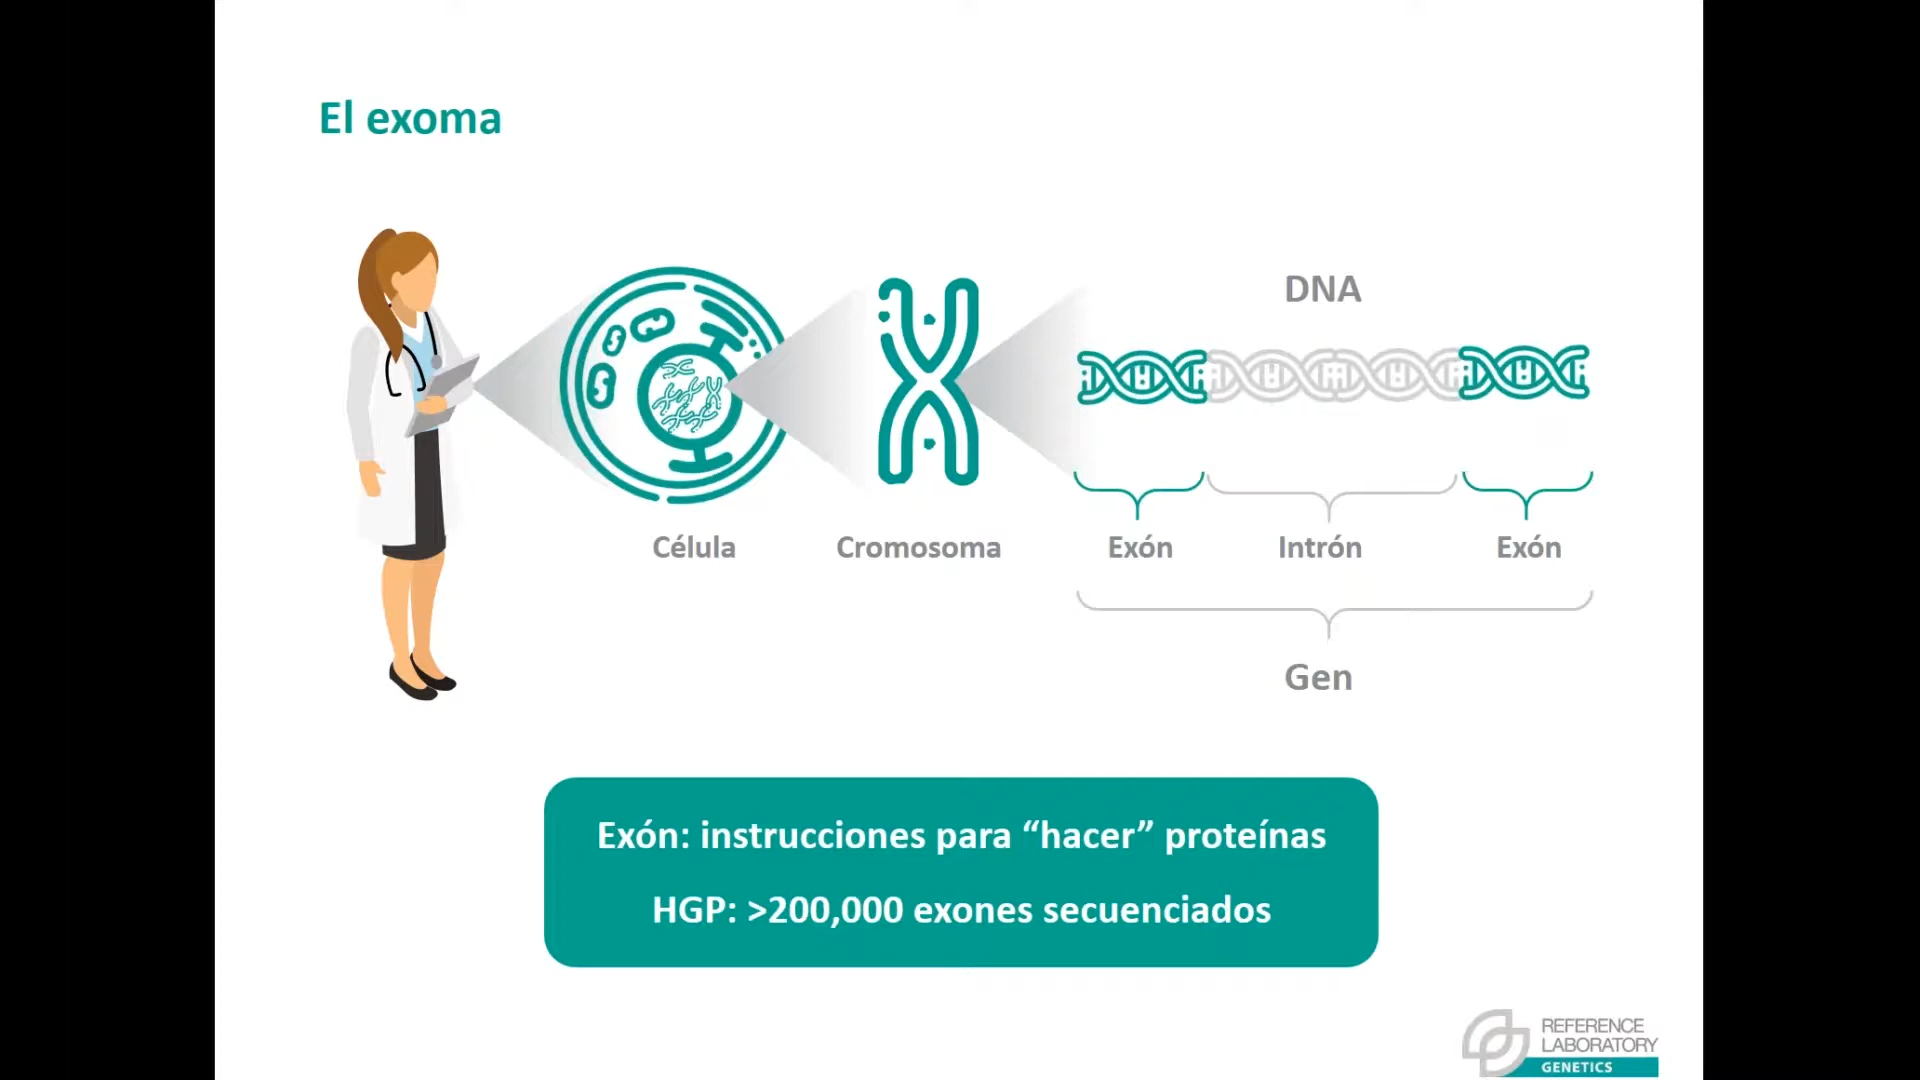 El exoma
DNA
Célula
Cromosoma
Exón
Intrón
Exón
Gen
Exón: instrucciones para “hacer” proteínas
HGP: >200,000 exones secuenciados
REFERENCE
LABORATORY
GENETICS